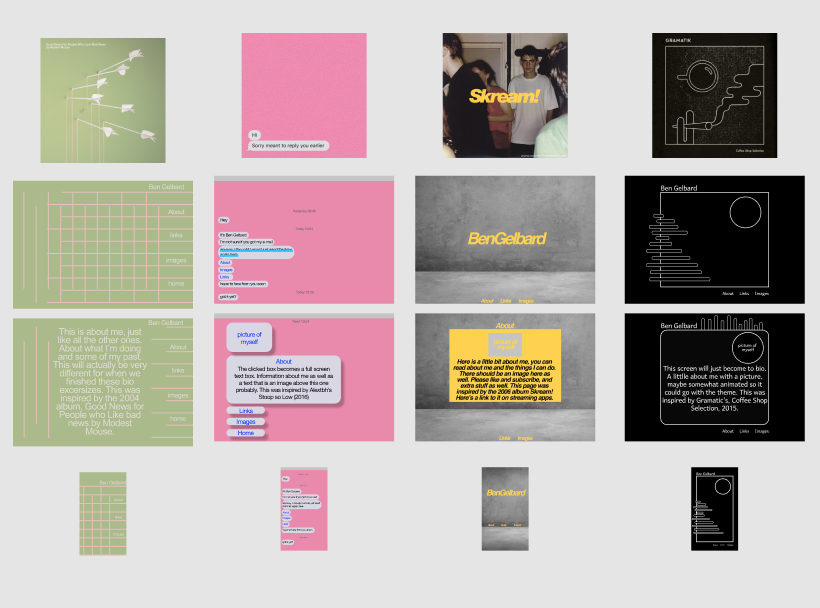 GRAMATIK
Skream!
Hi
Sorry meant to reply you earlier
Coffee Shop Selection
Ben Gelbard
About
links
images
home
Hey
It's Ben Gelbard
I'm not sure if you got my e-mail
About
Images
Links
hope to hear from you soon
got it yet?
BenGelbard
About Links Images
Ben Gelbard
About Links Images
Ben Gelbard
This is about me, just
like all the other ones.
About what I'm doing
and some of my past.
This will actually be very
different for when we
finished these bio
excersizes. This was
inspired by the 2004
album, Good News for
People who Like bad
news by Modest
Mouse.
About
links
images
home
picture of
myself
About
The clicked box becomes a full screen
text box. Information about me as well as
a text that is an image above this one
probably. This was inspired by Alexbh's
Stoop so Low (2016)
Links
Images
Home
About
picture of
myself
Here is a little bit about me, you can
read about me and the things I can do.
There should be an image here as
well. Please like and subscribe, and
extra stuff as well. This page was
inspired by the 2006 album Skream!
Here's a link to it on streaming apps.
Links Images
Ben Gelbard
picture of
myself
This screen will just become to bio.
A little about me with a picture,
maybe somewhat animated so it
could go with the theme. This was
inspired by Gramatic's, Coffee Shop
Selection, 2015.
About Links Images
Ben Gelbard
BenGelbard
Ben Gelbard